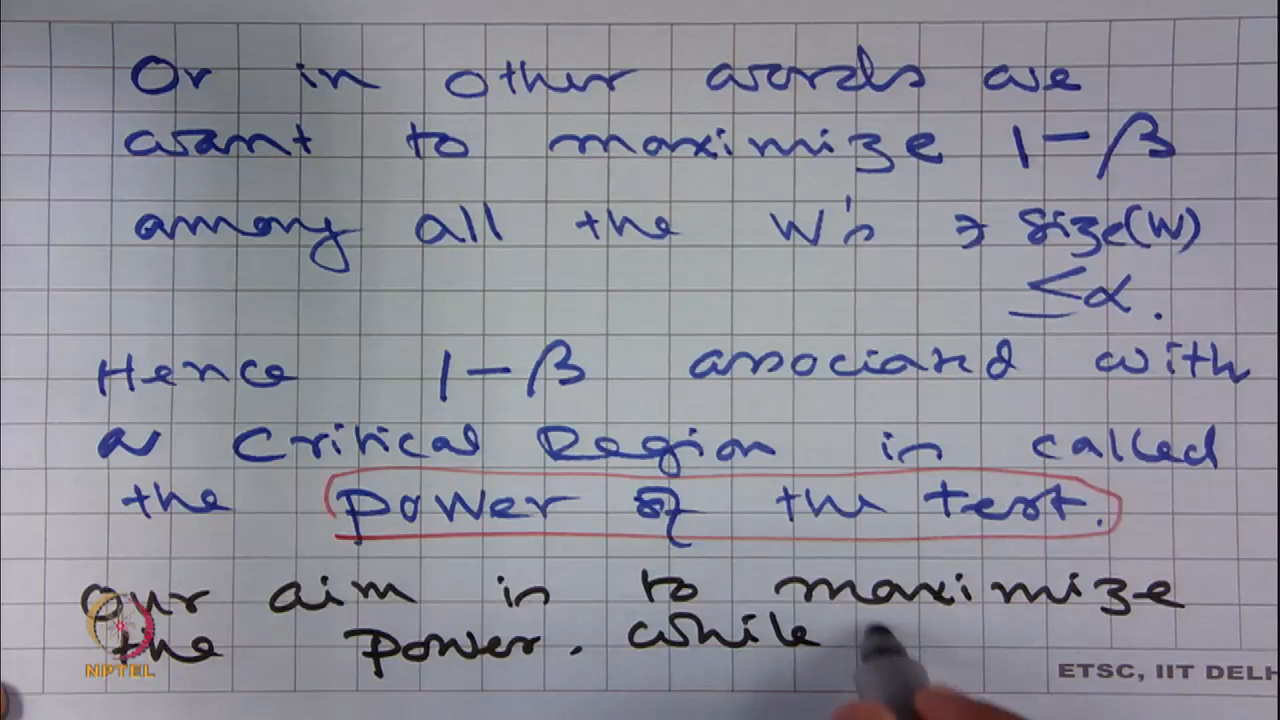 Or in other words we
want to maximize 1-β
among all the W's ∋ size(W)
≤α.
Hence 1-β associated with
a Critical Region is called
the power of the test.
Our aim is to maximize
the power. while
NPTEL
ETSC, IIT DELH